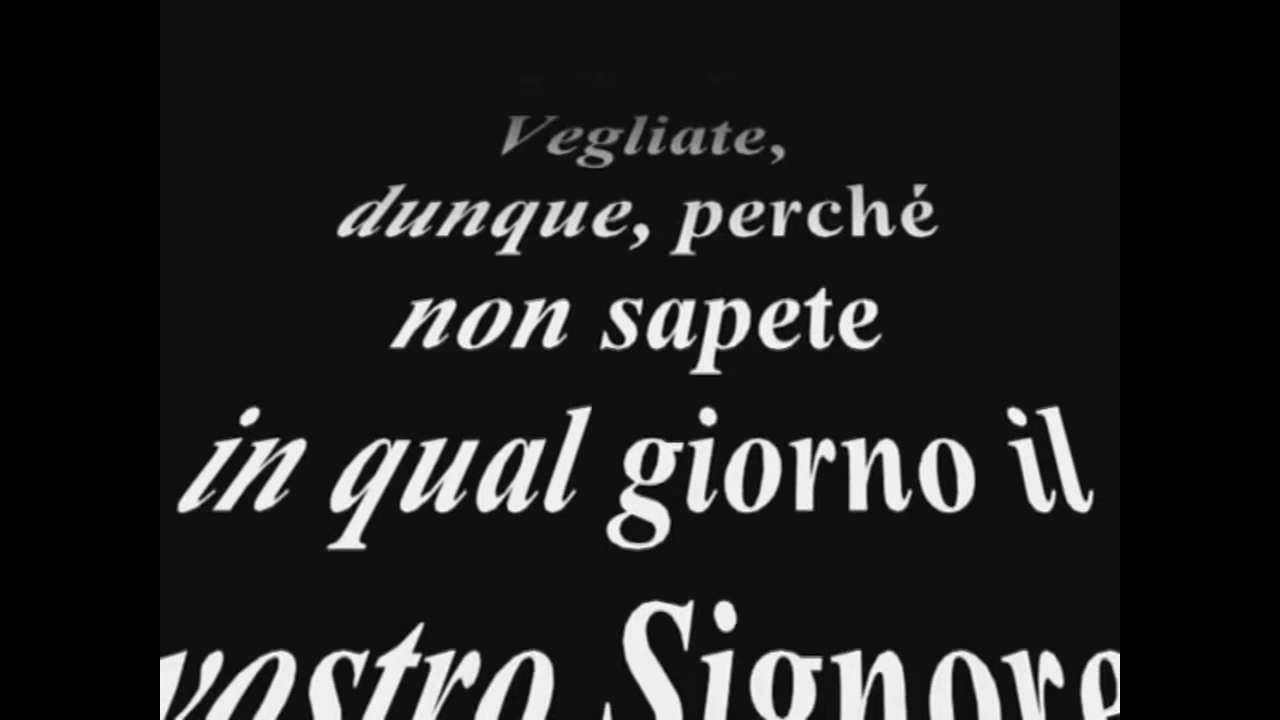 Vegliate,
dunque, perché
non sapete
in qual giorno il
vostro Signore